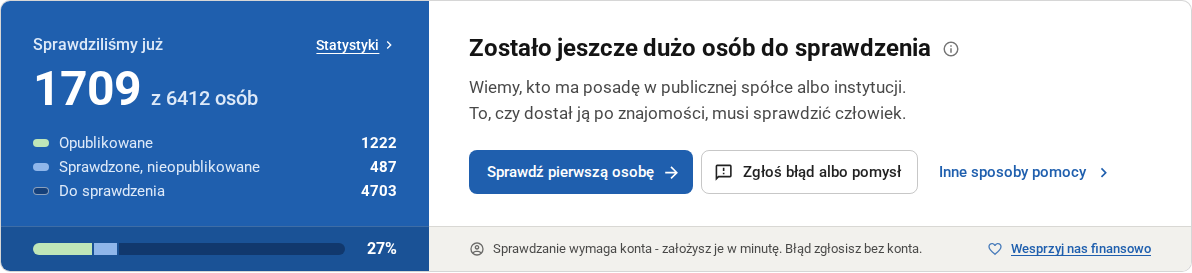 Sprawdziliśmy już
Statystyki
1709 z 6412 osób
Opublikowane 1222
Sprawdzone, nieopublikowane 487
Do sprawdzenia 4703
27%
Zostało jeszcze dużo osób do sprawdzenia
Wiemy, kto ma posadę w publicznej spółce albo instytucji.
To, czy dostał ją po znajomości, musi sprawdzić człowiek.
Sprawdź pierwszą osobę
Zgłoś błąd albo pomysł
Inne sposoby pomocy
Sprawdzanie wymaga konta - założysz je w minutę. Błąd zgłosisz bez konta.
Wesprzyj nas finansowo